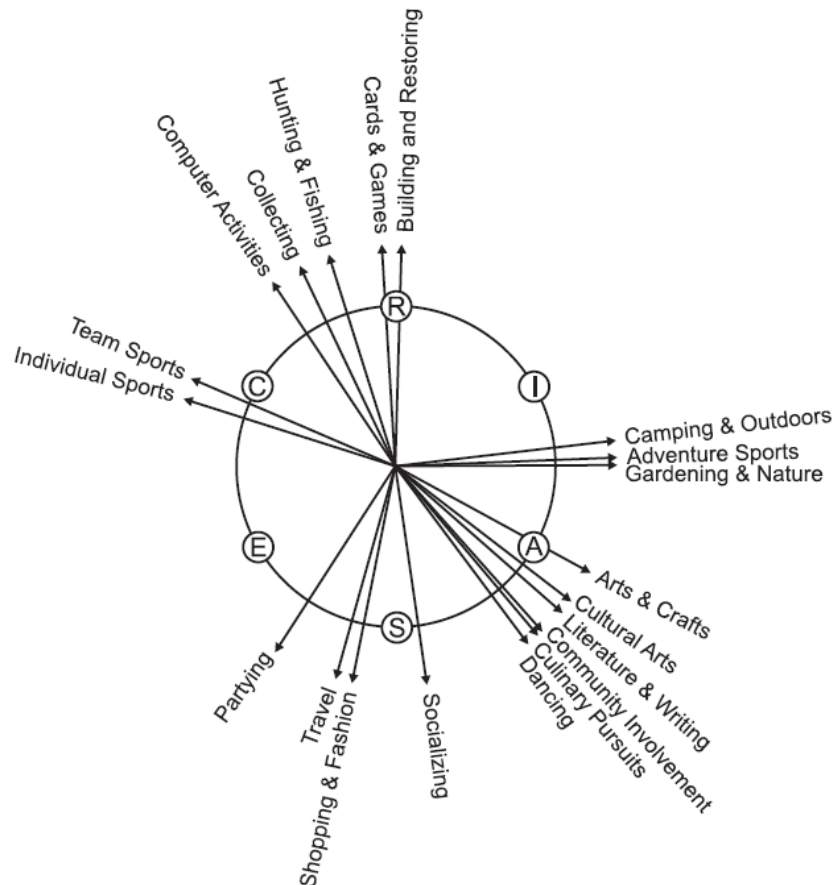 Building and Restoring
Cards & Games
Hunting & Fishing
Collecting
Computer Activities
Team Sports
Individual Sports
R
C
I
Camping & Outdoors
Adventure Sports
Gardening & Nature
E
A
S
Arts & Crafts
Cultural Arts
Literature & Writing
Community Involvement
Culinary Pursuits
Dancing
Socializing
Shopping & Fashion
Travel
Partying